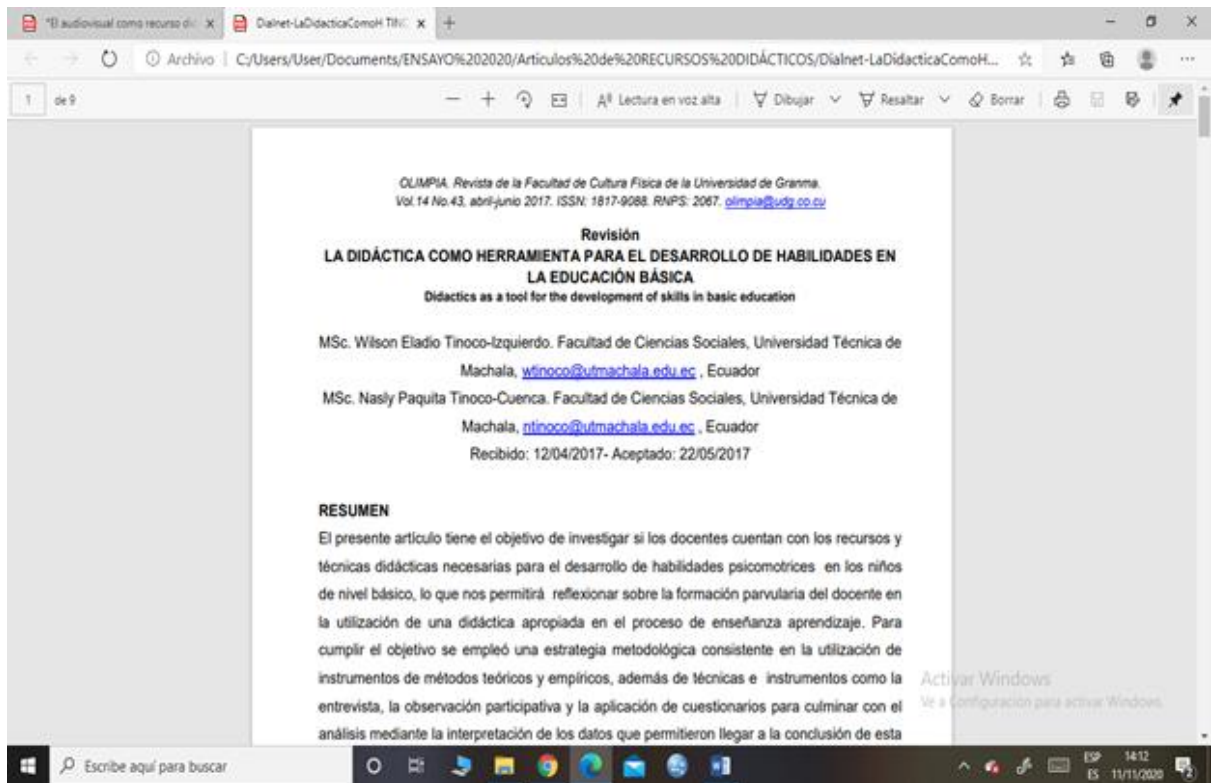 "El audiovisual como recurso di
Dialnet-LaDidacticaComoH TINC
Archivo
C:/Users/User/Documents/ENSAYO%202020/Articulos%20de%20RECURSOS%20DIDÁCTICOS/Dialnet-LaDidacticaComoH...
1 de 9
Lectura en voz alta
Dibujar
Resaltar
Borrar
OLIMPIA. Revista de la Facultad de Cultura Física de la Universidad de Granma.
Vol.14 No.43, abril-junio 2017. ISSN: 1817-9088. RNPS: 2067. olimpia@udg.co.cu
Revisión
LA DIDÁCTICA COMO HERRAMIENTA PARA EL DESARROLLO DE HABILIDADES EN
LA EDUCACIÓN BÁSICA
Didactics as a tool for the development of skills in basic education
MSc. Wilson Eladio Tinoco-Izquierdo. Facultad de Ciencias Sociales, Universidad Técnica de
Machala, wtinoco@utmachala.edu.ec , Ecuador
MSc. Nasly Paquita Tinoco-Cuenca. Facultad de Ciencias Sociales, Universidad Técnica de
Machala, ntinoco@utmachala.edu.ec , Ecuador
Recibido: 12/04/2017- Aceptado: 22/05/2017
RESUMEN
El presente artículo tiene el objetivo de investigar si los docentes cuentan con los recursos y
técnicas didácticas necesarias para el desarrollo de habilidades psicomotrices en los niños
de nivel básico, lo que nos permitirá reflexionar sobre la formación parvularia del docente en
la utilización de una didáctica apropiada en el proceso de enseñanza aprendizaje. Para
cumplir el objetivo se empleó una estrategia metodológica consistente en la utilización de
instrumentos de métodos teóricos y empíricos, además de técnicas e instrumentos como la
entrevista, la observación participativa y la aplicación de cuestionarios para culminar con el
análisis mediante la interpretación de los datos que permitieron llegar a la conclusión de esta
Activar Windows
Ve a Configuración para activar Windows.
Escribe aquí para buscar
ESP
ES
14:12
11/11/2020